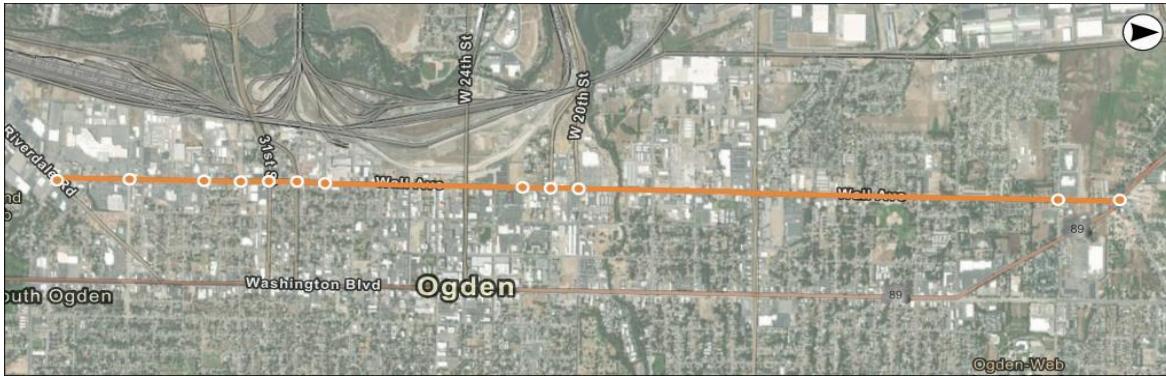 W 24th St
W 20th St
Riverdale Rd
31st S
Wall Ave
Wall Ave
nd
o
89
Washington Blvd
Ogden
89
outh Ogden
Ogden-Web